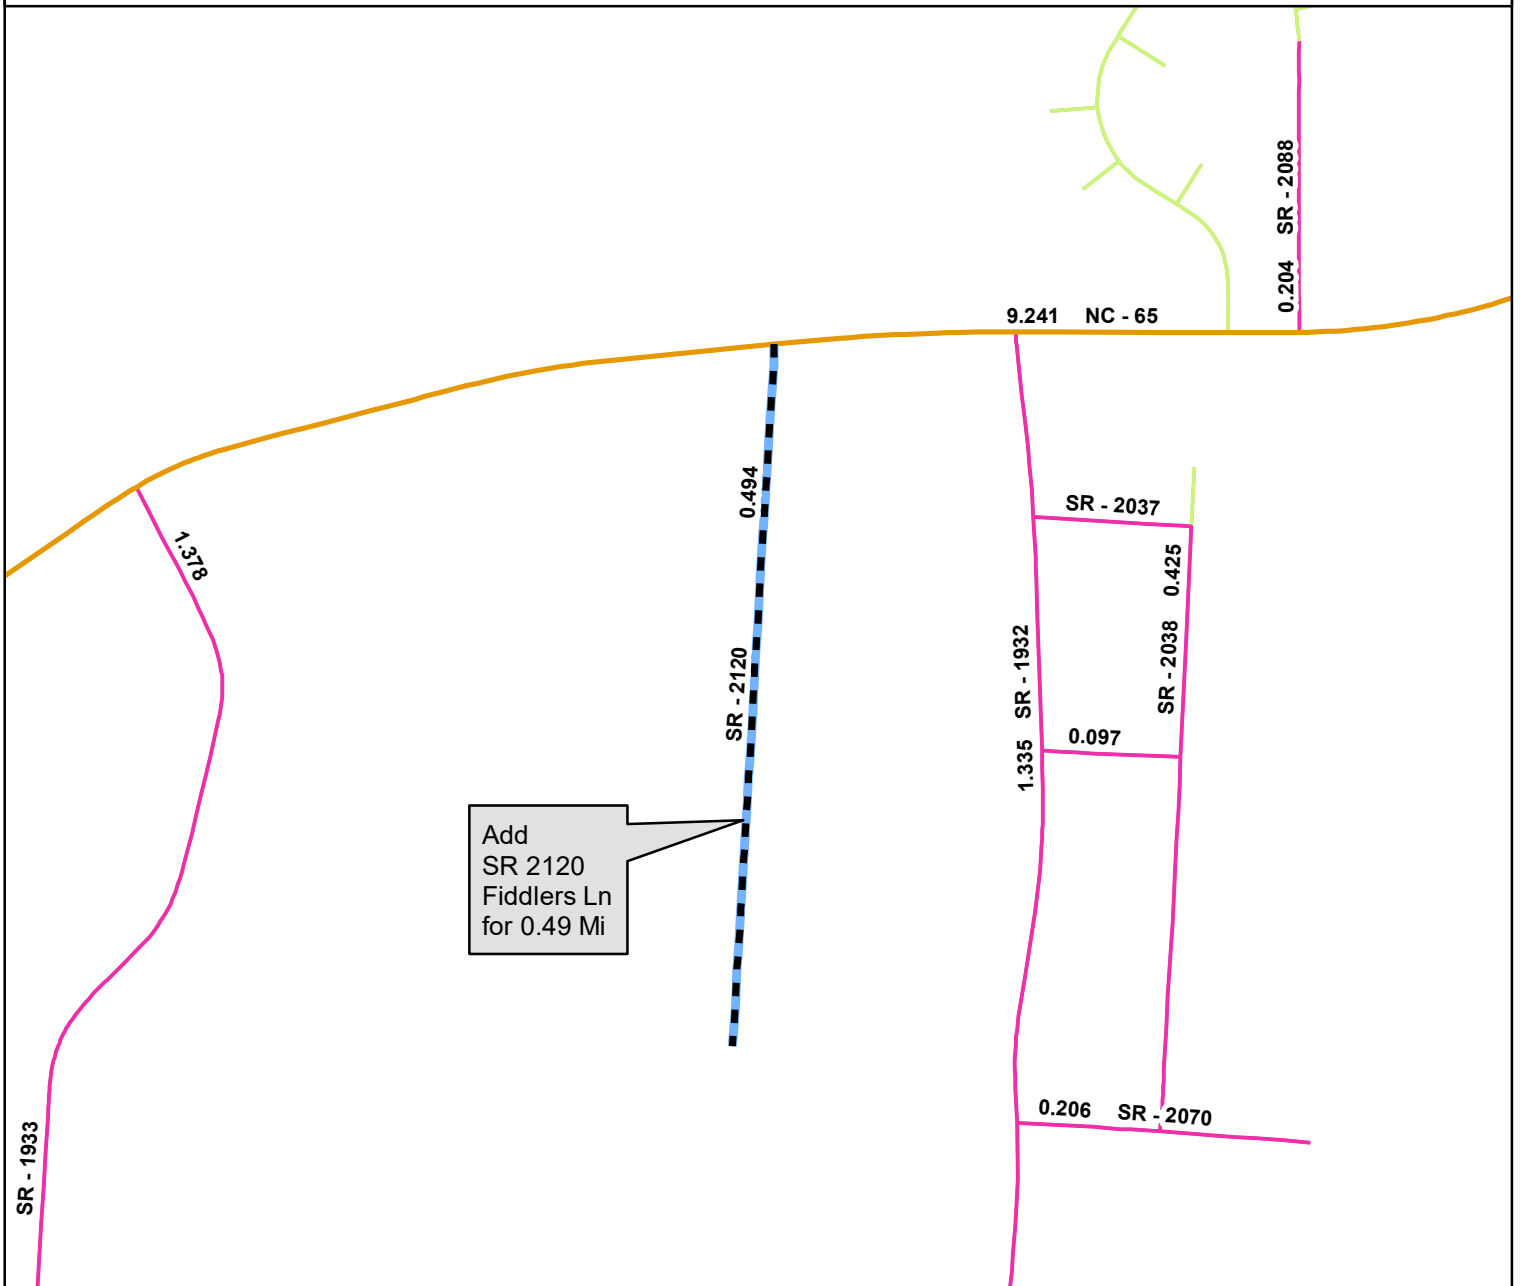 SR - 2088
0.204
9.241 NC - 65
0.494
SR - 2037
1.378
0.425
SR - 2038
SR - 1932
SR - 2120
0.097
1.335
Add
SR 2120
Fiddlers Ln
for 0.49 Mi
0.206 SR - 2070
SR - 1933